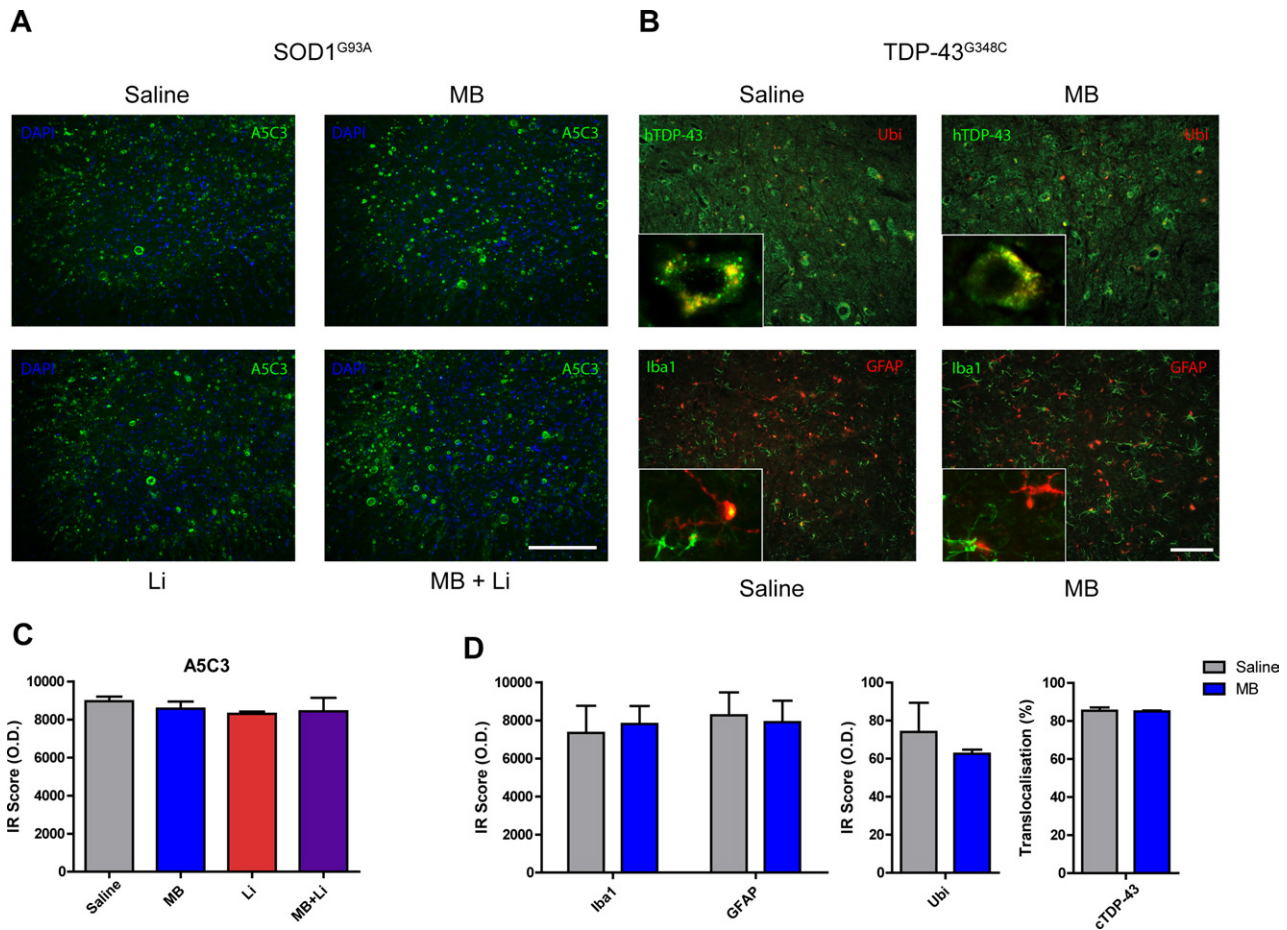 A
SOD1G93A
Saline MB
DAPI A5C3 DAPI A5C3
DAPI A5C3 DAPI A5C3
Li MB + Li
B
TDP-43G348C
Saline MB
hTDP-43 Ubi hTDP-43 Ubi
Iba1 GFAP Iba1 GFAP
Saline MB
C
A5C3
IR Score (O.D.)
10000
8000
6000
4000
2000
0
Saline MB Li MB+Li
D
IR Score (O.D.)
10000
8000
6000
4000
2000
0
Iba1 GFAP
IR Score (O.D.)
100
80
60
40
20
0
Ubi
Translocalisation (%)
100
80
60
40
20
0
cTDP-43
Saline
MB